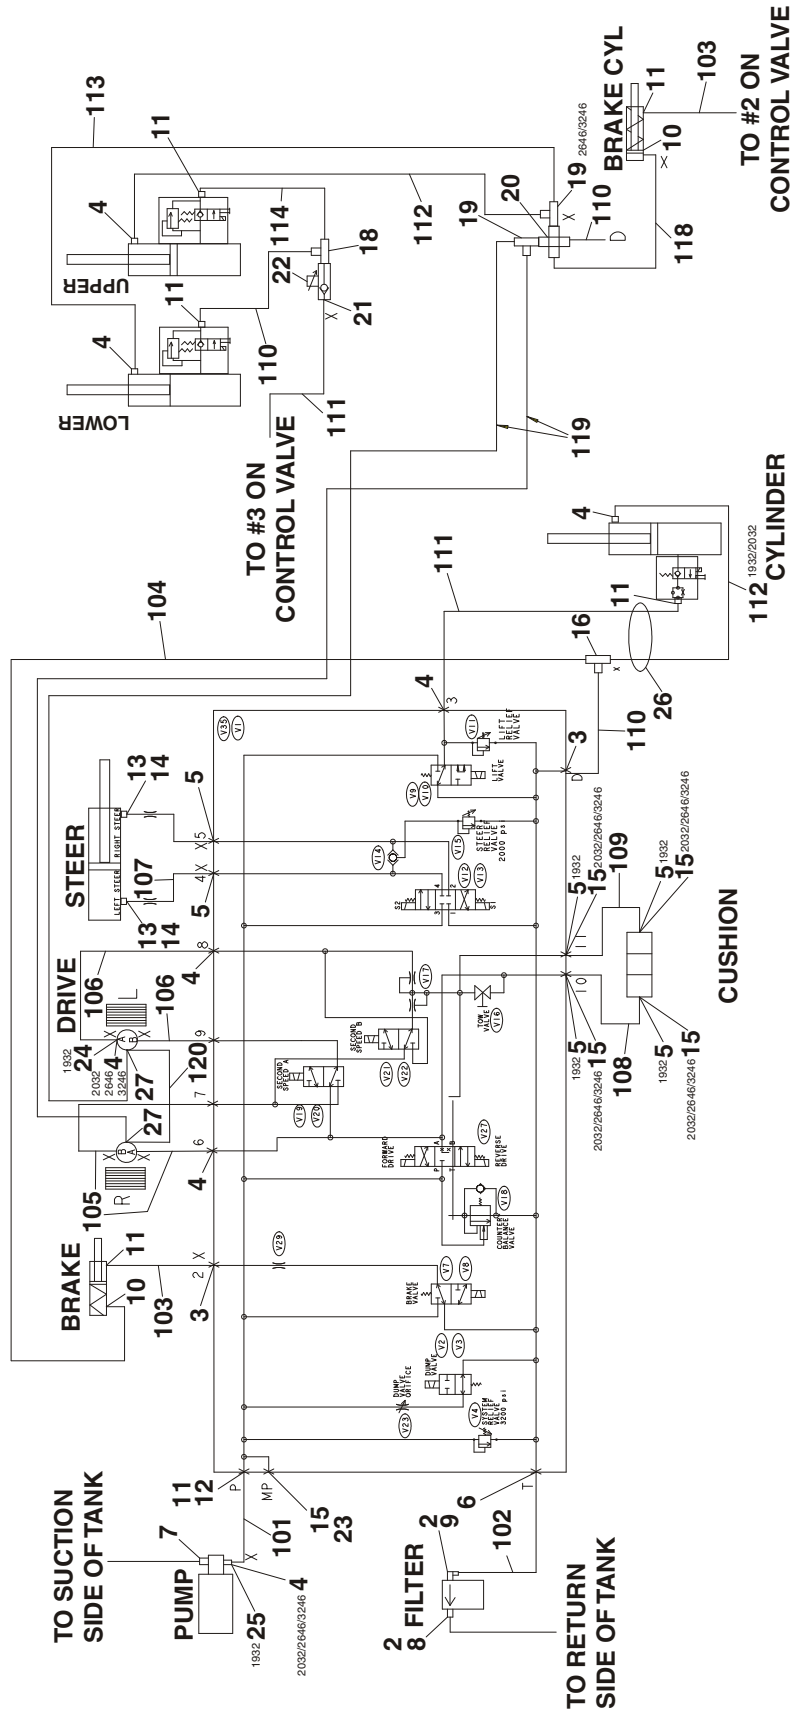 TO SUCTION
SIDE OF TANK
7
PUMP
X
1932 25
2032/2646/3246 4
101
11
12
P
MP
15
23
2
8
FILTER
2
9
102
6
T
TO RETURN
SIDE OF TANK
BRAKE
10
11
103
2 X
3
V29
V23
DUMP
VALVE
ORIFICE
V4
SYSTEM
RELIEF
VALVE
3200 psi
DUMP
VALVE
V2
V3
BRAKE
VALVE
V7
V8
COUNTER
BALANCE
VALVE
V18
FORWARD
DRIVE
REVERSE
DRIVE
P
A
T
B
V27
105
R
X
B
A
X
27
120
6
4
7
DRIVE
L
1932
24
2032
2646
3246
4
X
A
B
X
27
106
106
9
8
4
V19
V20
SECOND
SPEED A
V21
V22
SECOND
SPEED B
V17
TOW
VALVE
V16
STEER
LEFT STEER
RIGHT STEER
13
14
107
13
14
4 X
5
X 5
5
V14
V15
STEER
RELIEF
VALVE
2000 psi
S2
S1
3
4
1
2
V12
V13
V35
V1
V9
V10
LIFT
VALVE
V11
LIFT
RELIEF
VALVE
4
3
D
3
10
11
5 1932
15 2032/2646/3246
1932 5
2032/2646/3246 15
108
109
5 1932
15 2032/2646/3246
1932 5
2032/2646/3246 15
CUSHION
104
111
16
X
110
26
11
4
112 1932/2032
CYLINDER
TO #3 ON
CONTROL VALVE
111
LOWER
4
11
110
UPPER
4
11
114
113
22
18
21
X
112
119
19
20
19 2646/3246
X
110
D
118
BRAKE CYL
10
11
X
103
TO #2 ON
CONTROL VALVE